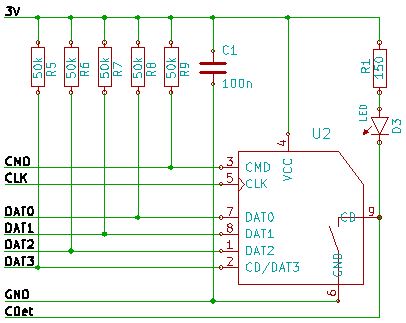 3V
50k R5 50k R6 50k R7 50k R8 50k R9
C1
100n
R1 150
LED D3
U2
4 VCC
CMD 3 CMD
CLK 5 CLK
DAT0 7 DAT0 CD 9
DAT1 8 DAT1
DAT2 1 DAT2
DAT3 2 CD/DAT3 GND
GND 6
CDet